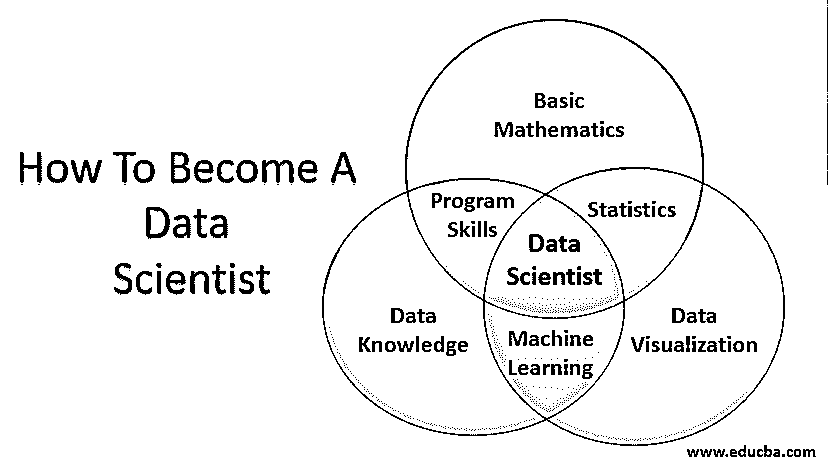 How To Become A
Data
Scientist
Basic
Mathematics
Program
Skills
Statistics
Data
Scientist
Data
Knowledge
Machine
Learning
Data
Visualization
www.educba.com